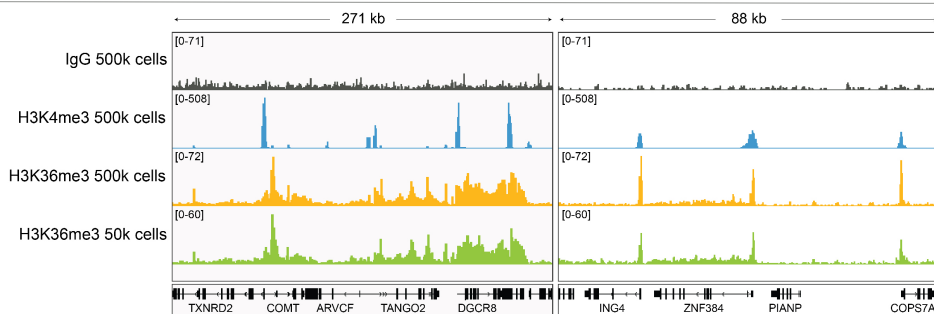 271 kb 88 kb
IgG 500k cells [0-71] [0-71]
H3K4me3 500k cells [0-508] [0-508]
H3K36me3 500k cells [0-72] [0-72]
H3K36me3 50k cells [0-60] [0-60]
TXNRD2 COMT ARVCF TANGO2 DGCR8 ING4 ZNF384 PIANP COPS7A